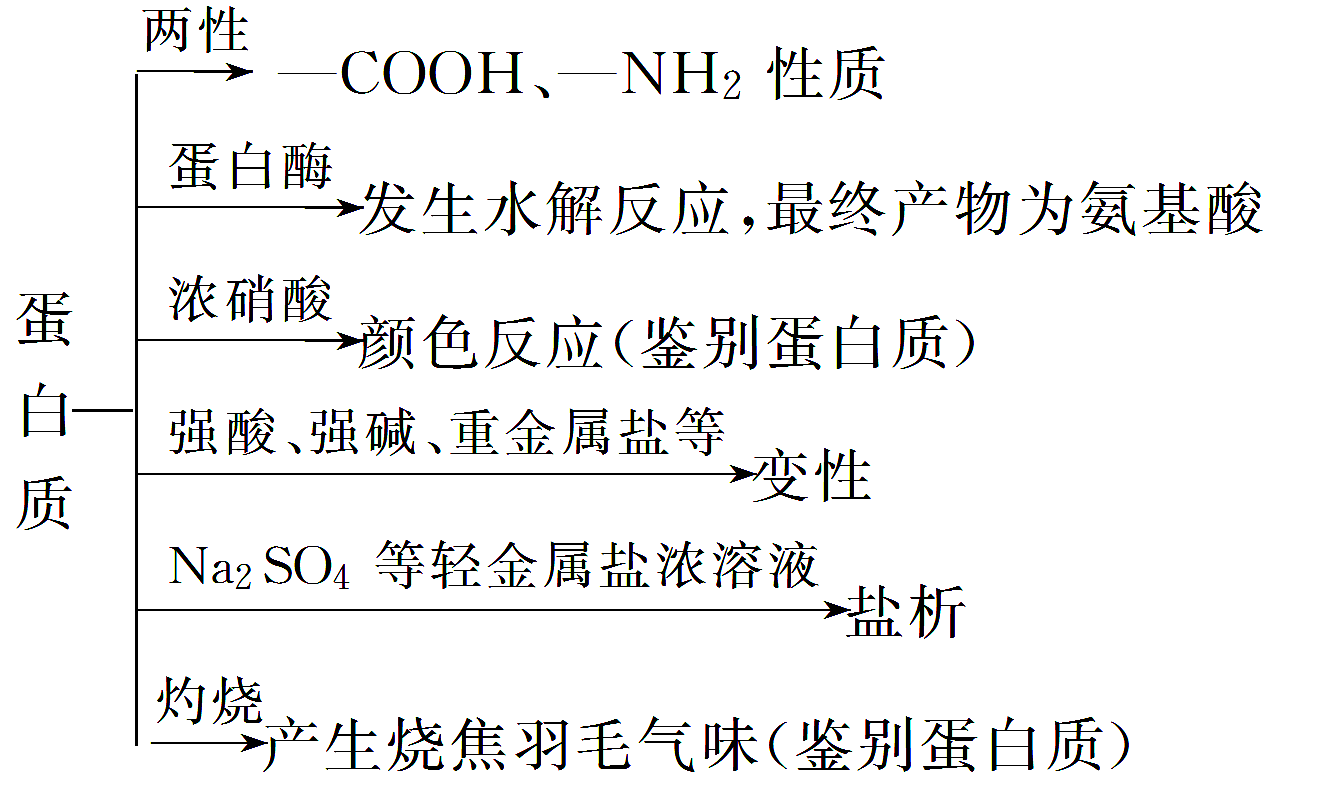 两性
—COOH、—NH₂ 性质
蛋白酶
发生水解反应,最终产物为氨基酸
浓硝酸
颜色反应(鉴别蛋白质)
蛋白质
强酸、强碱、重金属盐等
变性
Na₂SO₄ 等轻金属盐浓溶液
盐析
灼烧
产生烧焦羽毛气味(鉴别蛋白质)